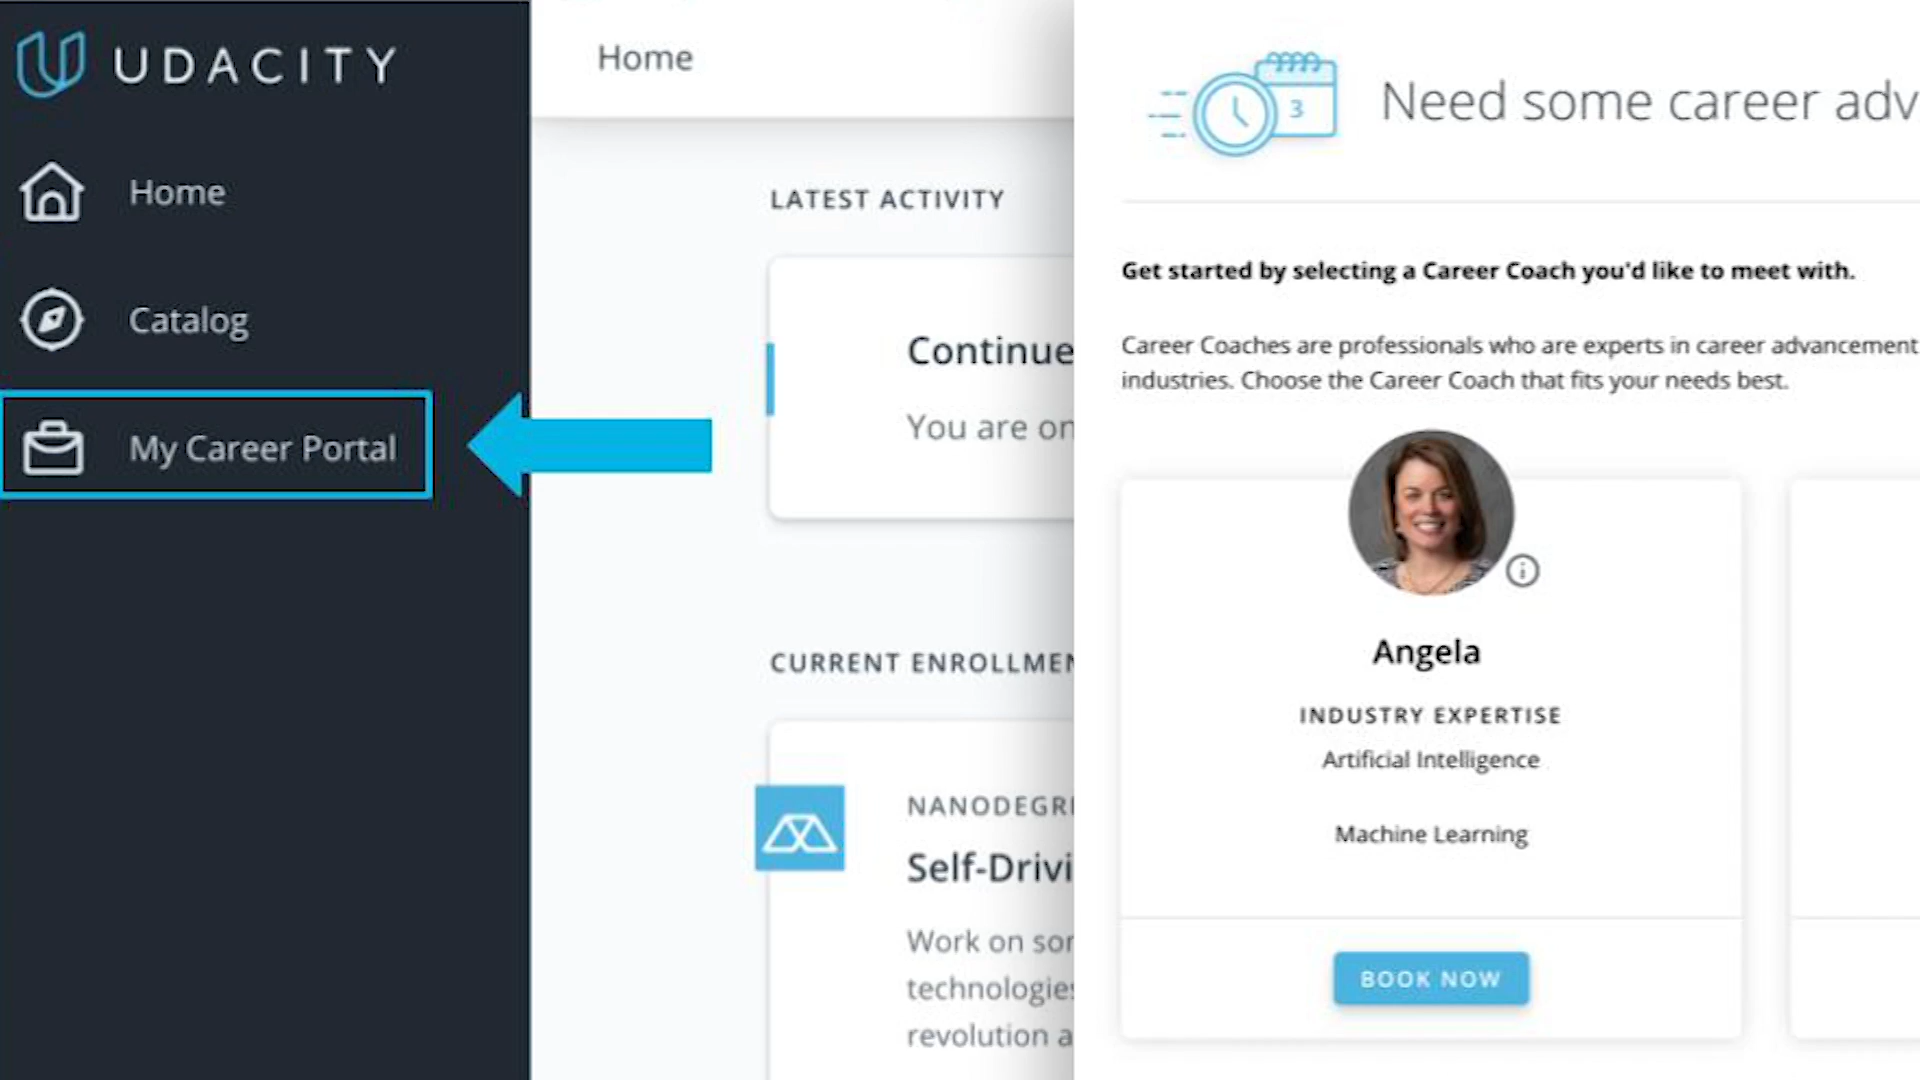 UDACITY
Home
Catalog
My Career Portal
Home
LATEST ACTIVITY
Continue
You are on
CURRENT ENROLLMEN
NANODEGRE
Self-Drivi
Work on som
technologies
revolution a
3
Need some career adv
Get started by selecting a Career Coach you'd like to meet with.
Career Coaches are professionals who are experts in career advancement
industries. Choose the Career Coach that fits your needs best.
Angela
INDUSTRY EXPERTISE
Artificial Intelligence
Machine Learning
BOOK NOW